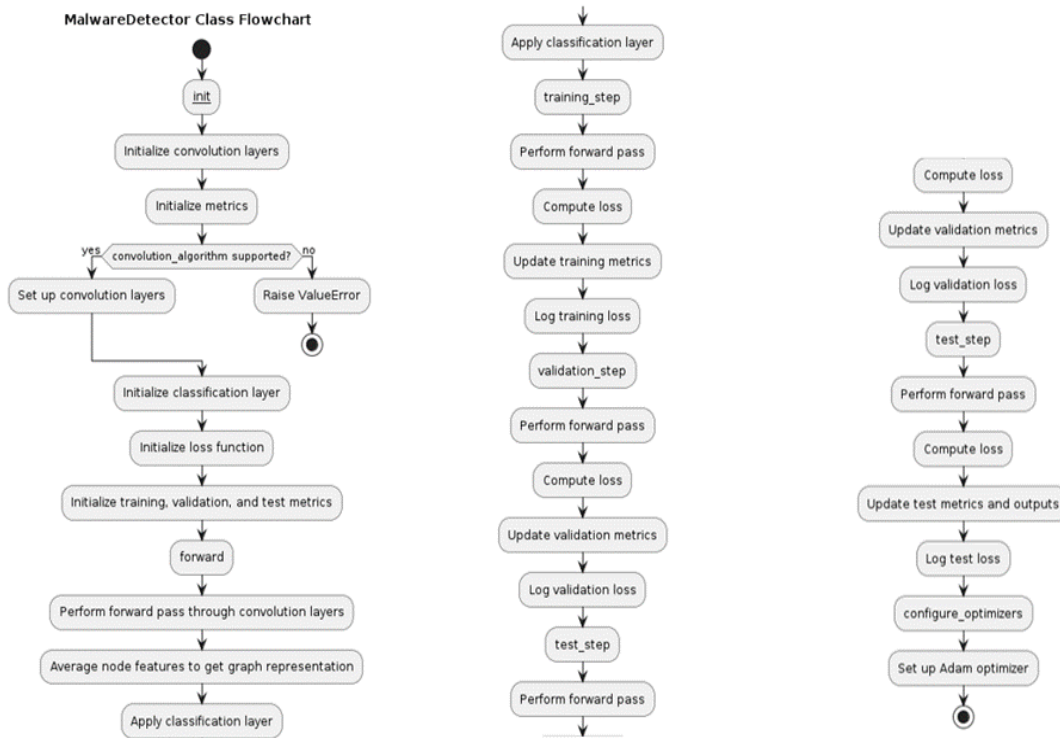 MalwareDetector Class Flowchart
init
Initialize convolution layers
Initialize metrics
yes
convolution_algorithm supported?
no
Set up convolution layers
Raise ValueError
Initialize classification layer
Initialize loss function
Initialize training, validation, and test metrics
forward
Perform forward pass through convolution layers
Average node features to get graph representation
Apply classification layer
Apply classification layer
training_step
Perform forward pass
Compute loss
Update training metrics
Log training loss
validation_step
Perform forward pass
Compute loss
Update validation metrics
Log validation loss
test_step
Perform forward pass
Compute loss
Update validation metrics
Log validation loss
test_step
Perform forward pass
Compute loss
Update test metrics and outputs
Log test loss
configure_optimizers
Set up Adam optimizer